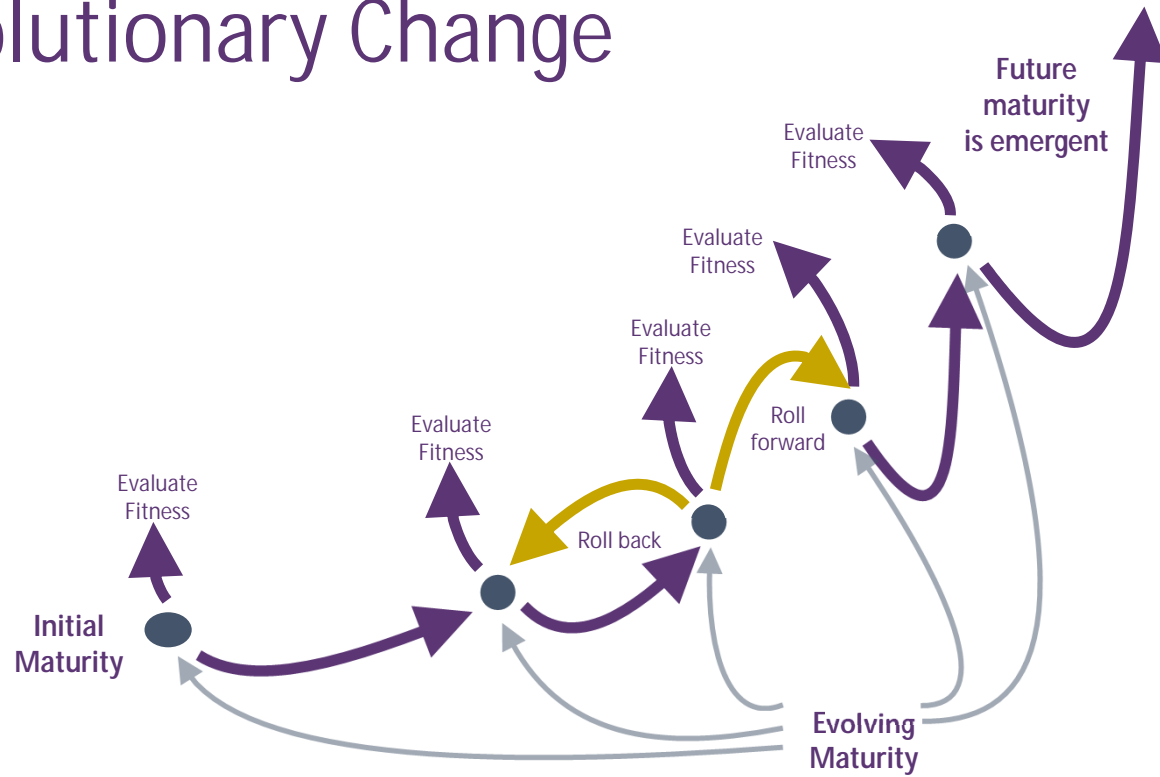 olutionary Change
Future
maturity
is emergent
Evaluate
Fitness
Evaluate
Fitness
Evaluate
Fitness
Evaluate
Fitness
Evaluate
Fitness
Roll
forward
Roll back
Initial
Maturity
Evolving
Maturity